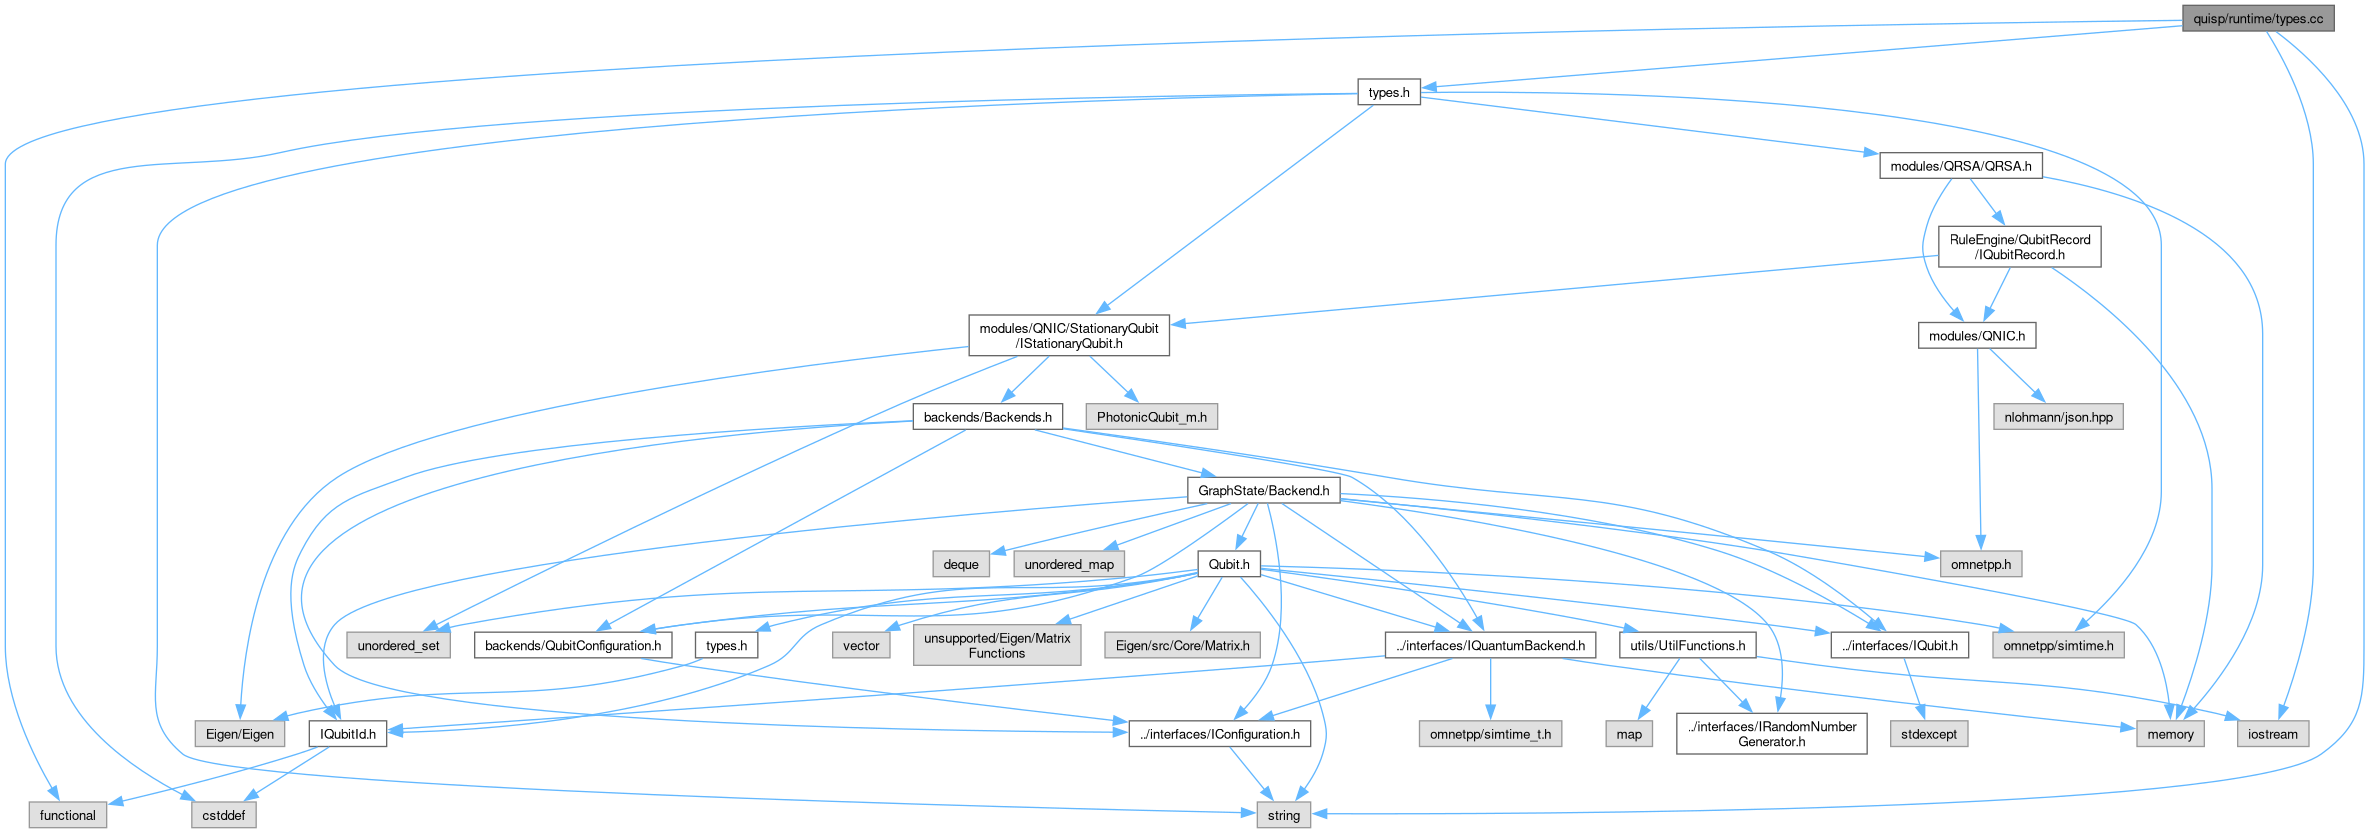 quisp/runtime/types.cc
types.h
modules/QRSA/QRSA.h
RuleEngine/QubitRecord
/IQubitRecord.h
modules/QNIC/StationaryQubit
/IStationaryQubit.h
modules/QNIC.h
backends/Backends.h
PhotonicQubit_m.h
nlohmann/json.hpp
GraphState/Backend.h
deque
unordered_map
Qubit.h
omnetpp.h
unordered_set
backends/QubitConfiguration.h
types.h
vector
unsupported/Eigen/Matrix
Functions
Eigen/src/Core/Matrix.h
../interfaces/IQuantumBackend.h
utils/UtilFunctions.h
../interfaces/IQubit.h
omnetpp/simtime.h
Eigen/Eigen
IQubitId.h
../interfaces/IConfiguration.h
omnetpp/simtime_t.h
map
../interfaces/IRandomNumber
Generator.h
stdexcept
memory
iostream
functional
cstddef
string